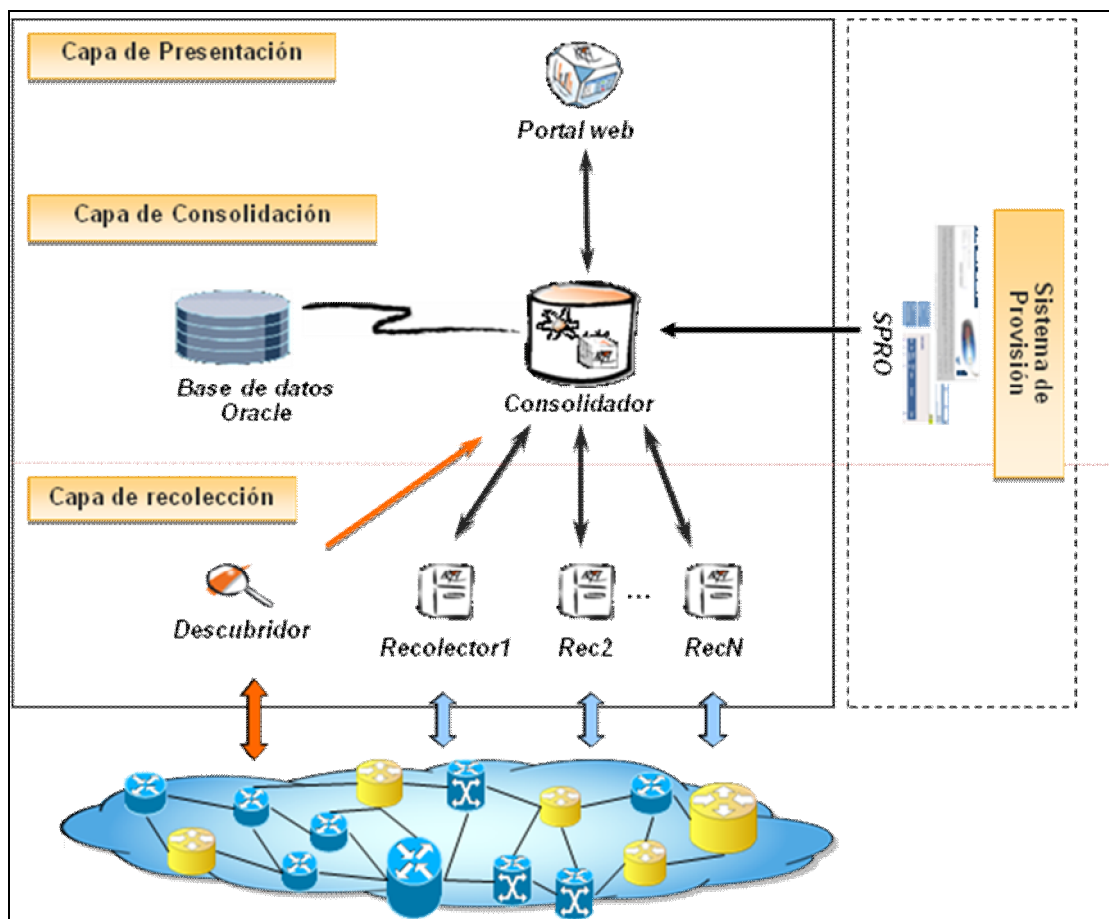 Capa de Presentación
Portal web
Capa de Consolidación
Base de datos
Oracle
Consolidador
SPRO
Sistema de
Provisión
Capa de recolección
Descubridor
Recolector1
Rec2
...
RecN